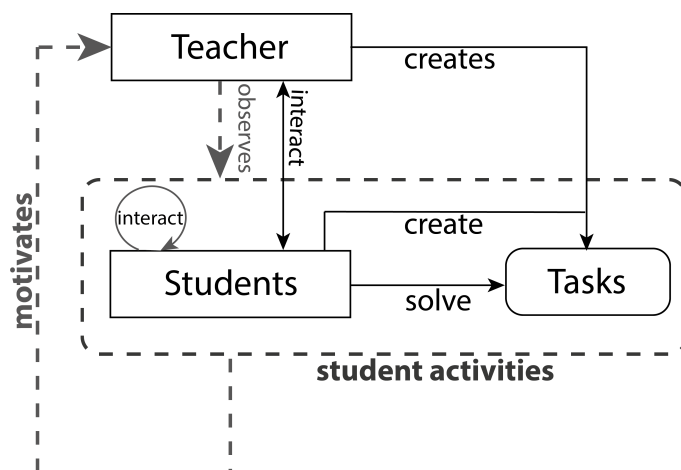 Teacher
creates
observes
interact
interact
create
Students
solve
Tasks
motivates
student activities